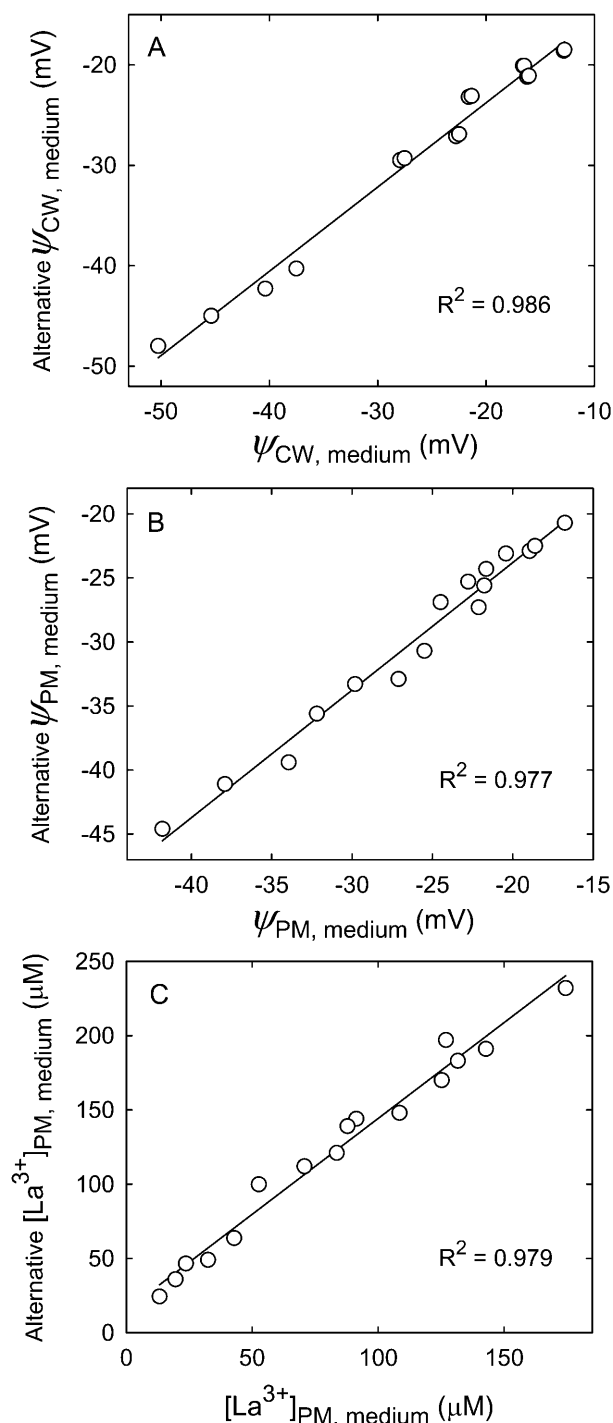 A
Alternative ψCW, medium (mV)
-20
-30
-40
-50
R² = 0.986
-50 -40 -30 -20 -10
ψCW, medium (mV)
B
Alternative ψPM, medium (mV)
-20
-25
-30
-35
-40
-45
R² = 0.977
-40 -35 -30 -25 -20 -15
ψPM, medium (mV)
C
Alternative [La³⁺]PM, medium (μM)
250
200
150
100
50
0
R² = 0.979
0 50 100 150
[La³⁺]PM, medium (μM)